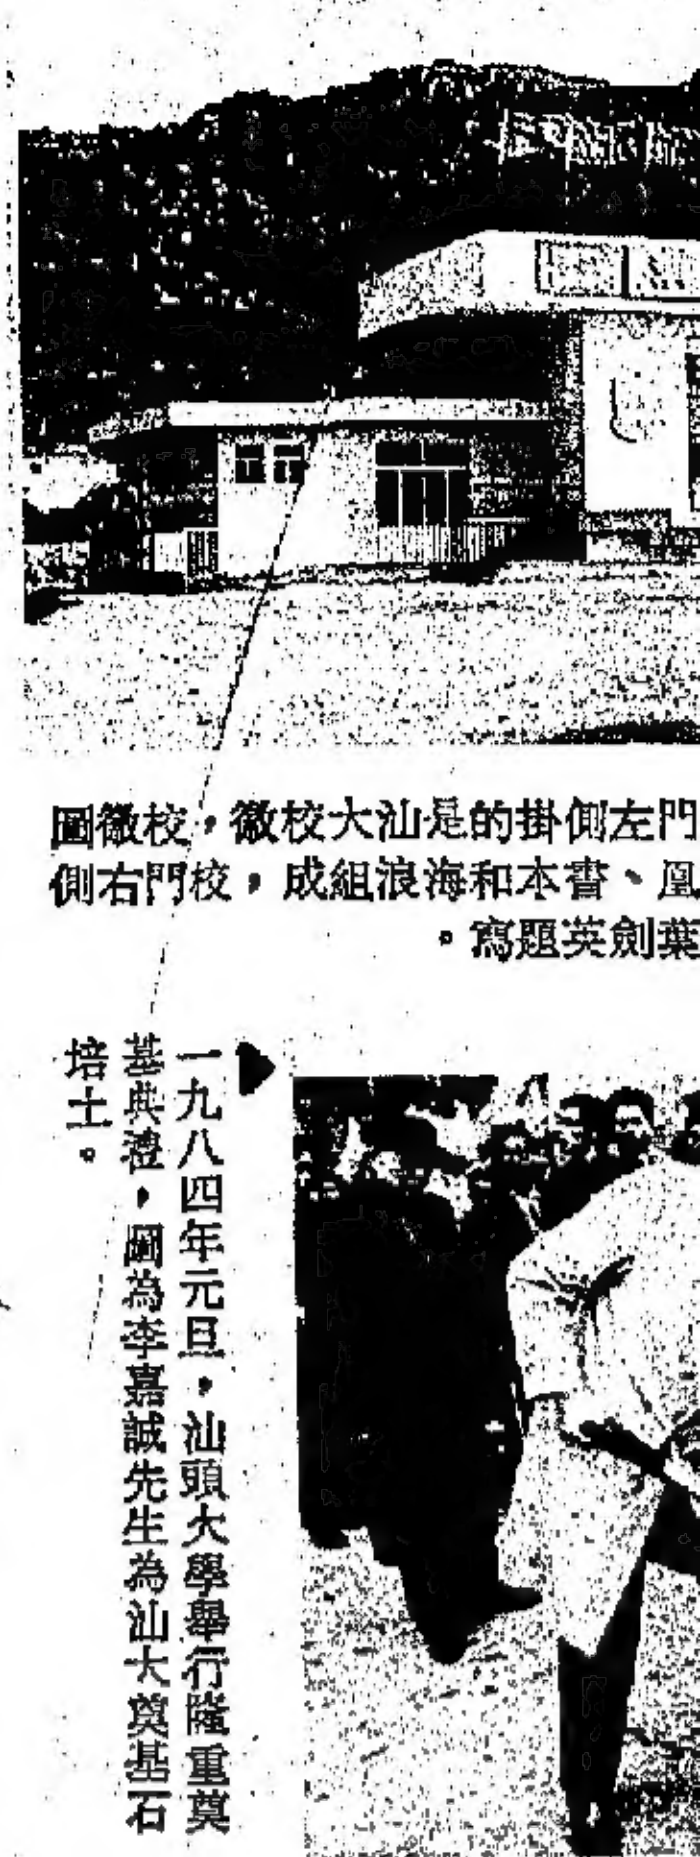 門左側掛的是汕大校徽，校徽圖
凰、書本和海浪組成，校門右側
葉劍英題寫。
一九八四年元旦，汕頭大學舉行隆重奠
基典禮，圖為李嘉誠先生為汕大奠基石
培土。